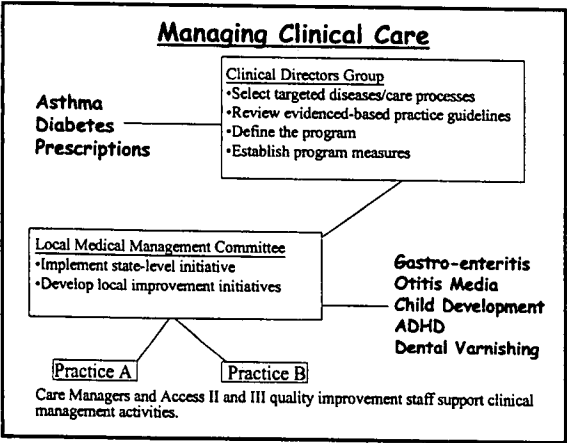 Managing Clinical Care
Clinical Directors Group
•Select targeted diseases/care processes
•Review evidenced-based practice guidelines
•Define the program
•Establish program measures
Asthma
Diabetes
Prescriptions
Local Medical Management Committee
•Implement state-level initiative
•Develop local improvement initiatives
Gastro-enteritis
Otitis Media
Child Development
ADHD
Dental Varnishing
Practice A
Practice B
Care Managers and Access II and III quality improvement staff support clinical
management activities.